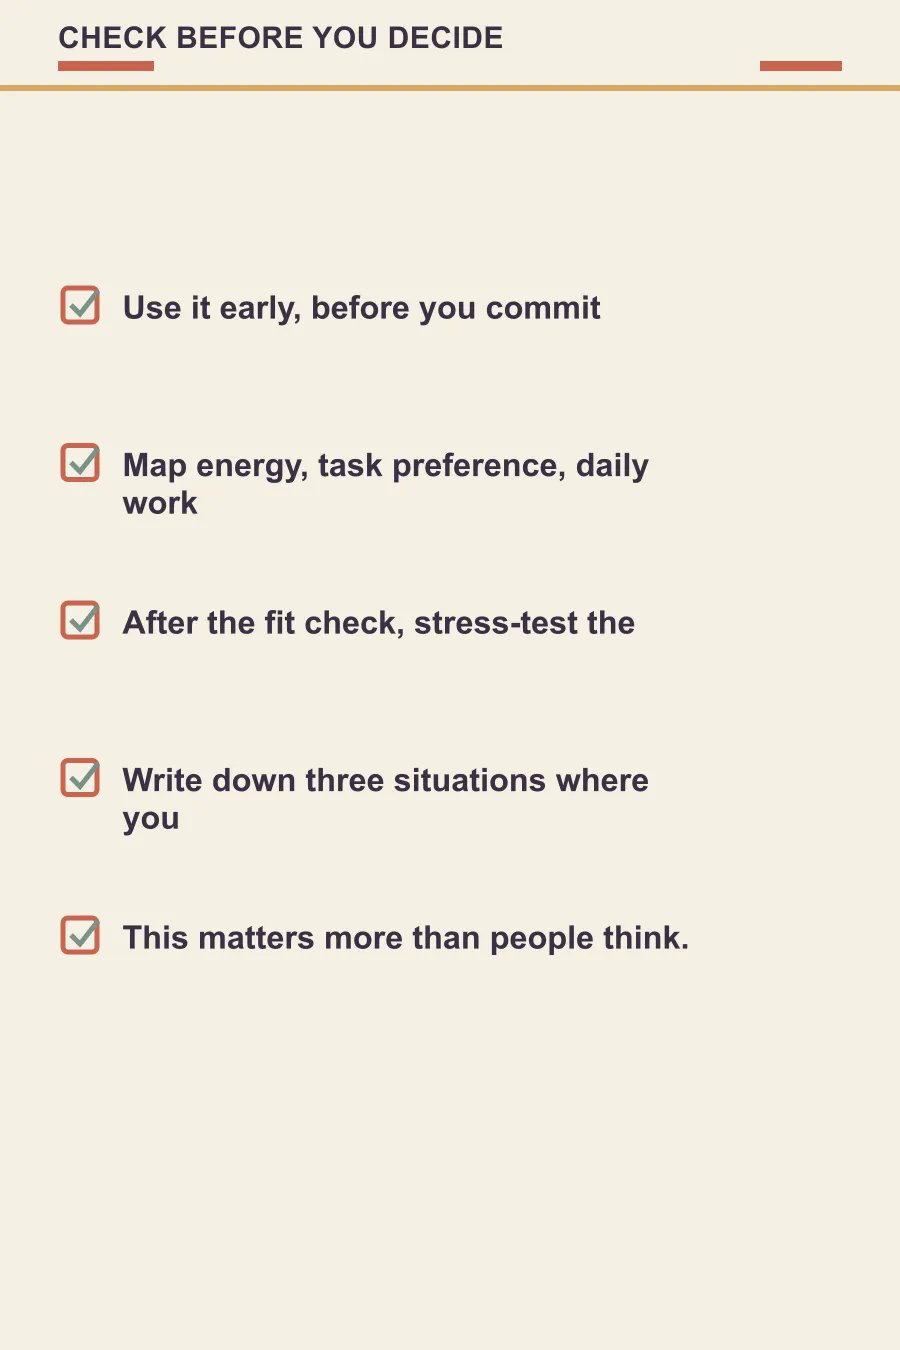 CHECK BEFORE YOU DECIDE
Use it early, before you commit
Map energy, task preference, daily
work
After the fit check, stress-test the
Write down three situations where
you
This matters more than people think.